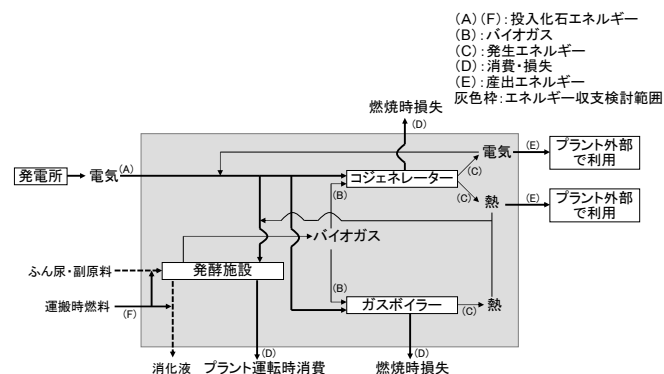 (A)(F):投入化石エネルギー
(B):バイオガス
(C):発生エネルギー
(D):消費・損失
(E):産出エネルギー
灰色枠:エネルギー収支検討範囲
燃焼時損失
(D)
発電所
電気
(A)
コジェネレーター
電気
(C)
(E)
プラント外部
で利用
(B)
(C)
熱
(E)
プラント外部
で利用
バイオガス
ふん尿・副原料
発酵施設
運搬時燃料
(F)
(B)
ガスボイラー
(C)
熱
消化液
(D)
プラント運転時消費
(D)
燃焼時損失